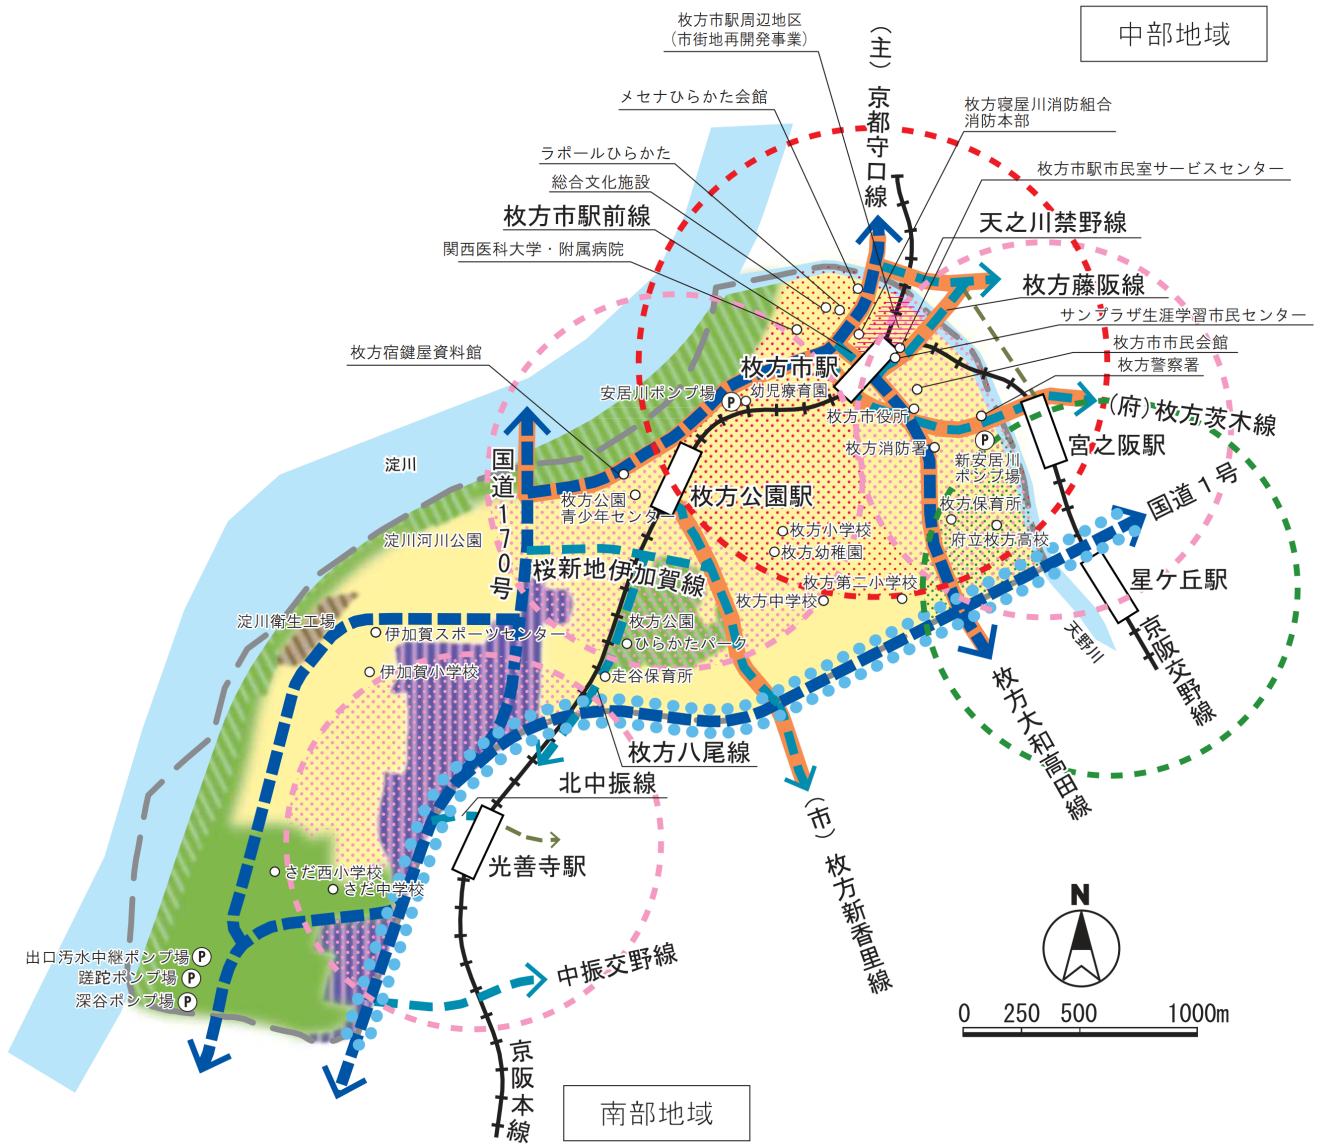 中部地域
枚方市駅周辺地区
（市街地再開発事業）
（主）京都守口線
メセナひらかた会館
枚方寝屋川消防組合
消防本部
ラポールひらかた
枚方市駅市民室サービスセンター
総合文化施設
枚方市駅前線
天之川禁野線
関西医科大学・附属病院
枚方藤阪線
サンプラザ生涯学習市民センター
枚方市市民会館
枚方宿鍵屋資料館
枚方警察署
枚方市駅
幼児療育園
安居川ポンプ場
P
枚方市役所
（府）枚方茨木線
枚方消防署
P
宮之阪駅
新安居川
ポンプ場
淀川
国道170号
国道1号
枚方公園駅
枚方公園
青少年センター
枚方保育所
枚方小学校
府立枚方高校
淀川河川公園
枚方幼稚園
桜新地伊加賀線
枚方第二小学校
星ケ丘駅
枚方中学校
淀川衛生工場
枚方公園
伊加賀スポーツセンター
ひらかたパーク
天野川
京阪交野線
伊加賀小学校
走谷保育所
枚方大和高田線
枚方八尾線
北中振線
（市）枚方新香里線
光善寺駅
さだ西小学校
さだ中学校
N
出口汚水中継ポンプ場 P
蹉跎ポンプ場 P
深谷ポンプ場 P
中振交野線
0 250 500 1000m
京阪本線
南部地域